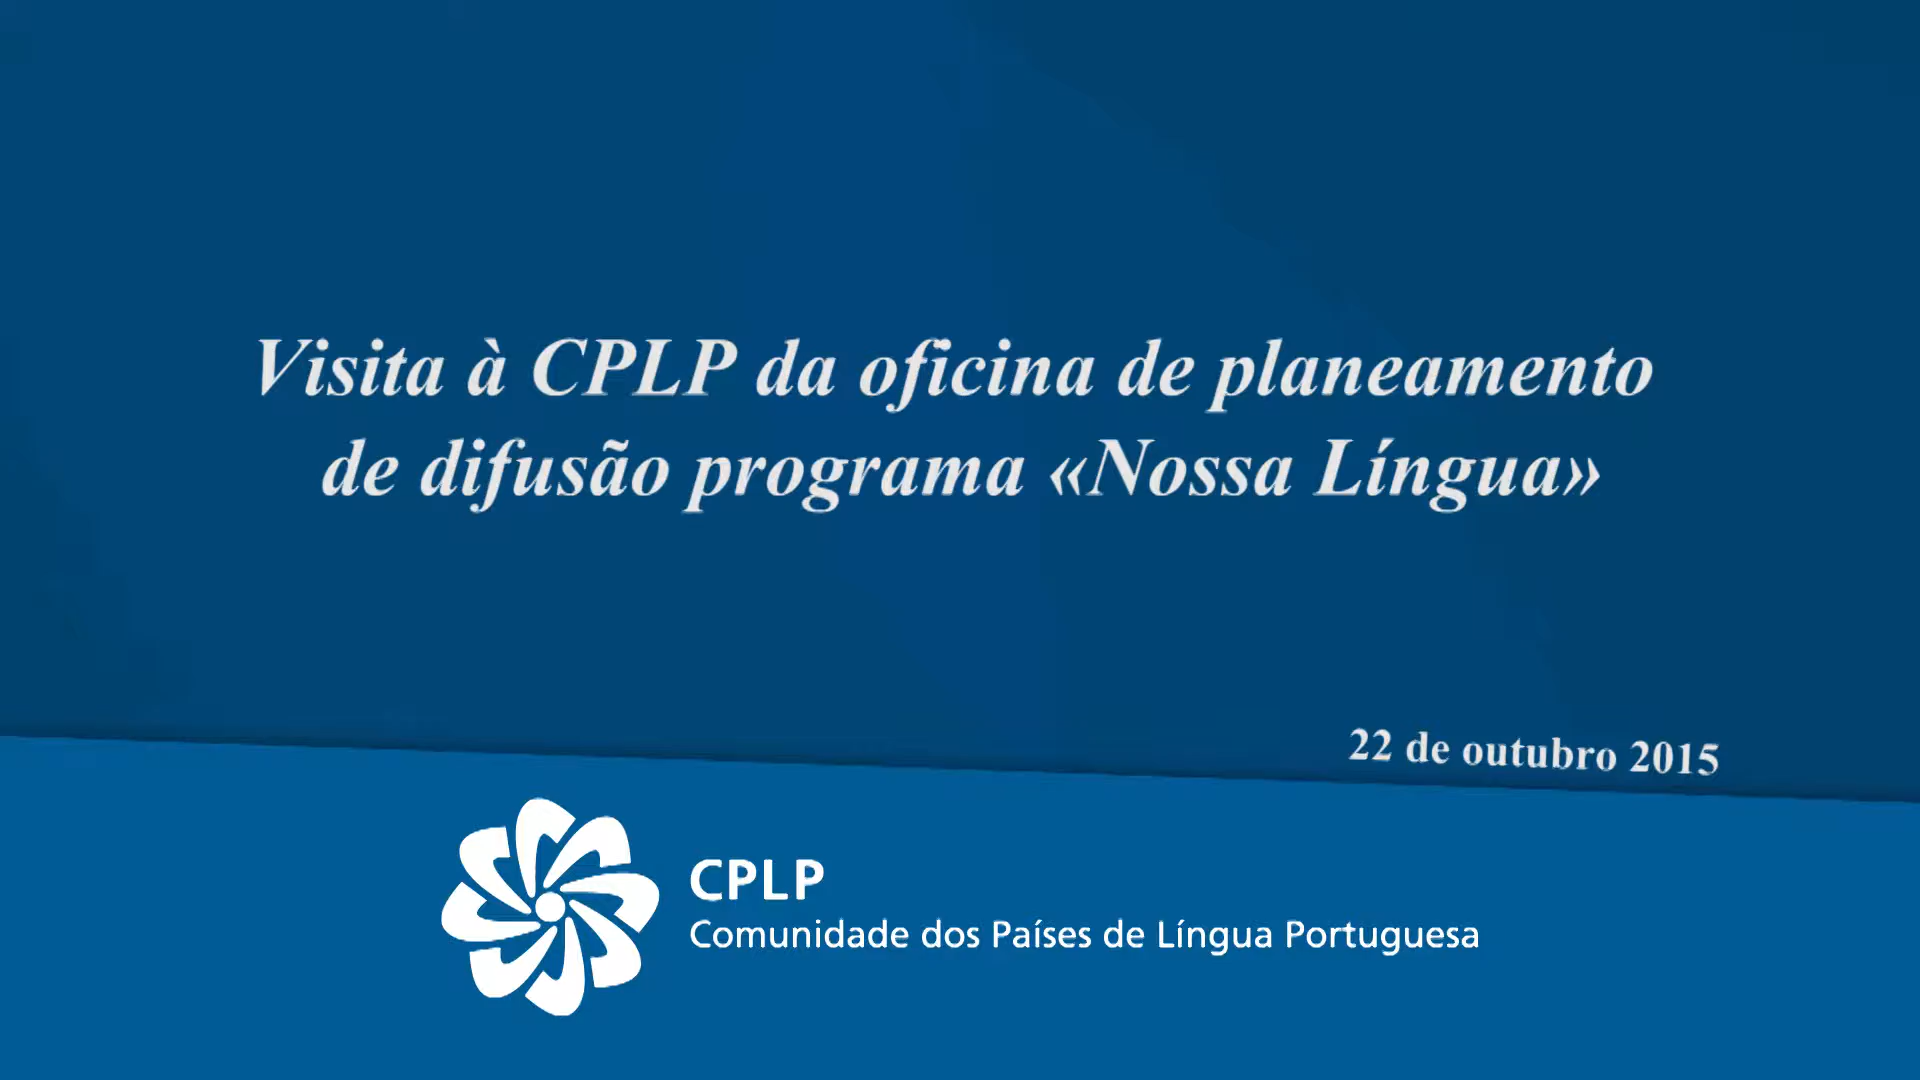 Visita à CPLP da oficina de planeamento
de difusão programa «Nossa Língua»
22 de outubro 2015
CPLP
Comunidade dos Países de Língua Portuguesa